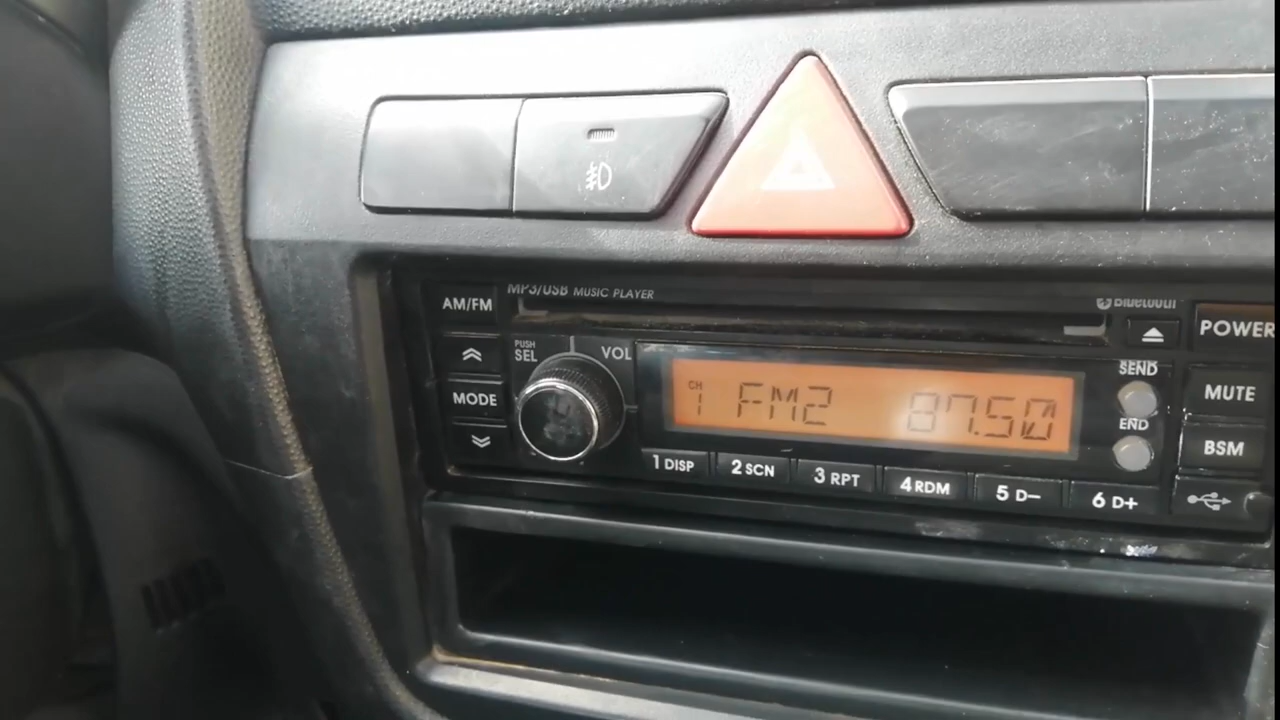 MP3/USB MUSIC PLAYER
Bluetooth
AM/FM
POWER
PUSH
SEL
VOL
SEND
MODE
CH
1 FM2 87.50
MUTE
END
BSM
1 DISP 2 SCN 3 RPT 4 RDM 5 D− 6 D+